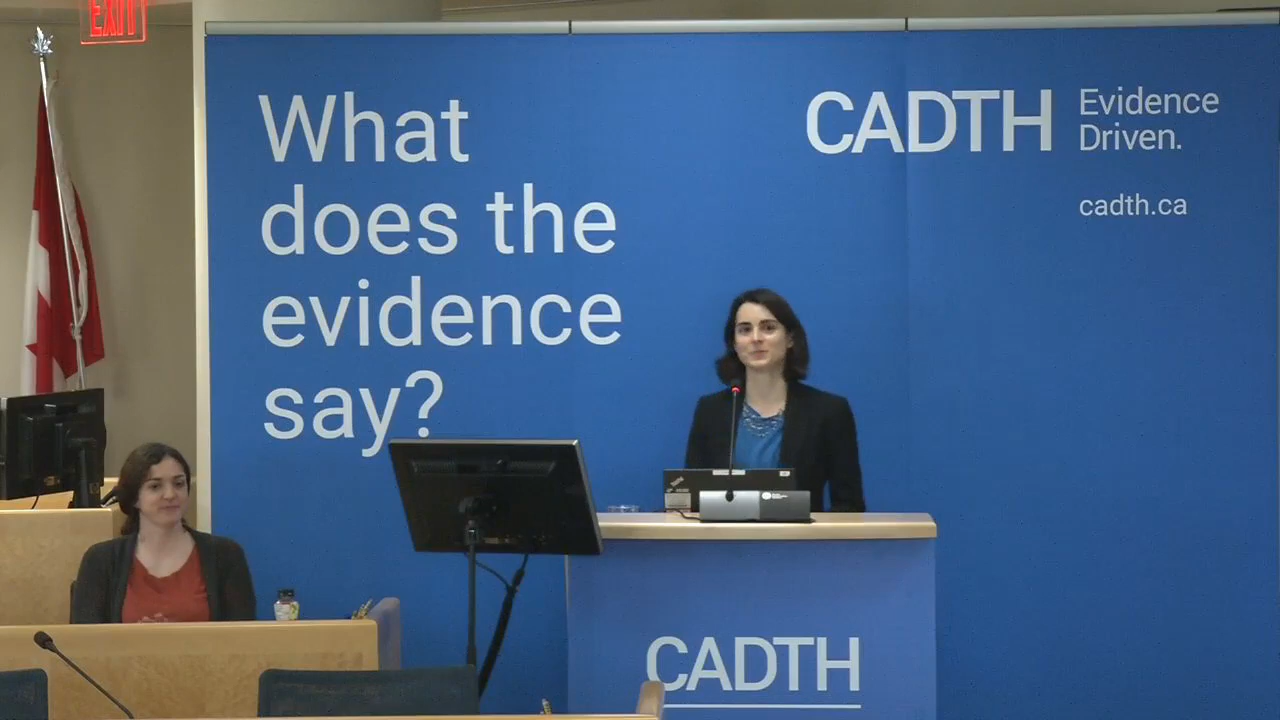 EXIT
What
does the
evidence
say?
CADTH
Evidence
Driven.
cadth.ca
CADTH